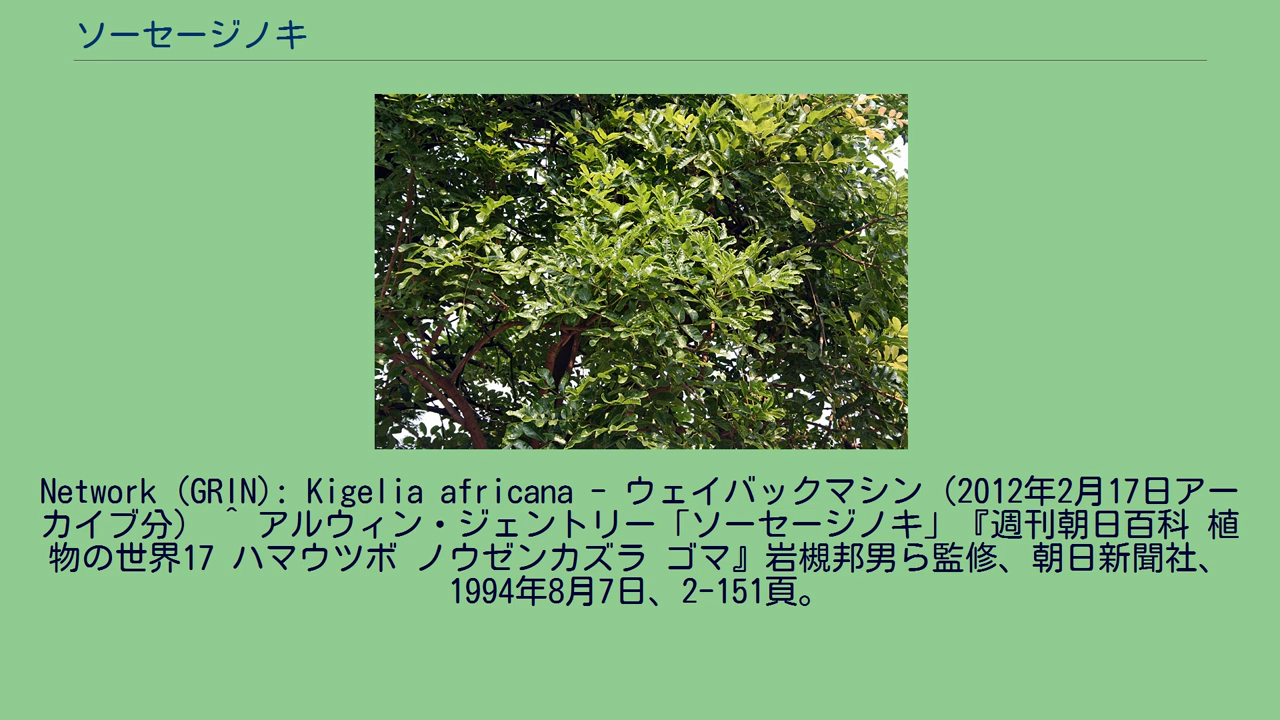 ソーセージノキ
Network (GRIN): Kigelia africana - ウェイバックマシン（2012年2月17日アー
カイブ分） ^ アルウィン・ジェントリー「ソーセージノキ」『週刊朝日百科 植
物の世界17 ハマウツボ ノウゼンカズラ ゴマ』岩槻邦男ら監修、朝日新聞社、
1994年8月7日、2-151頁。